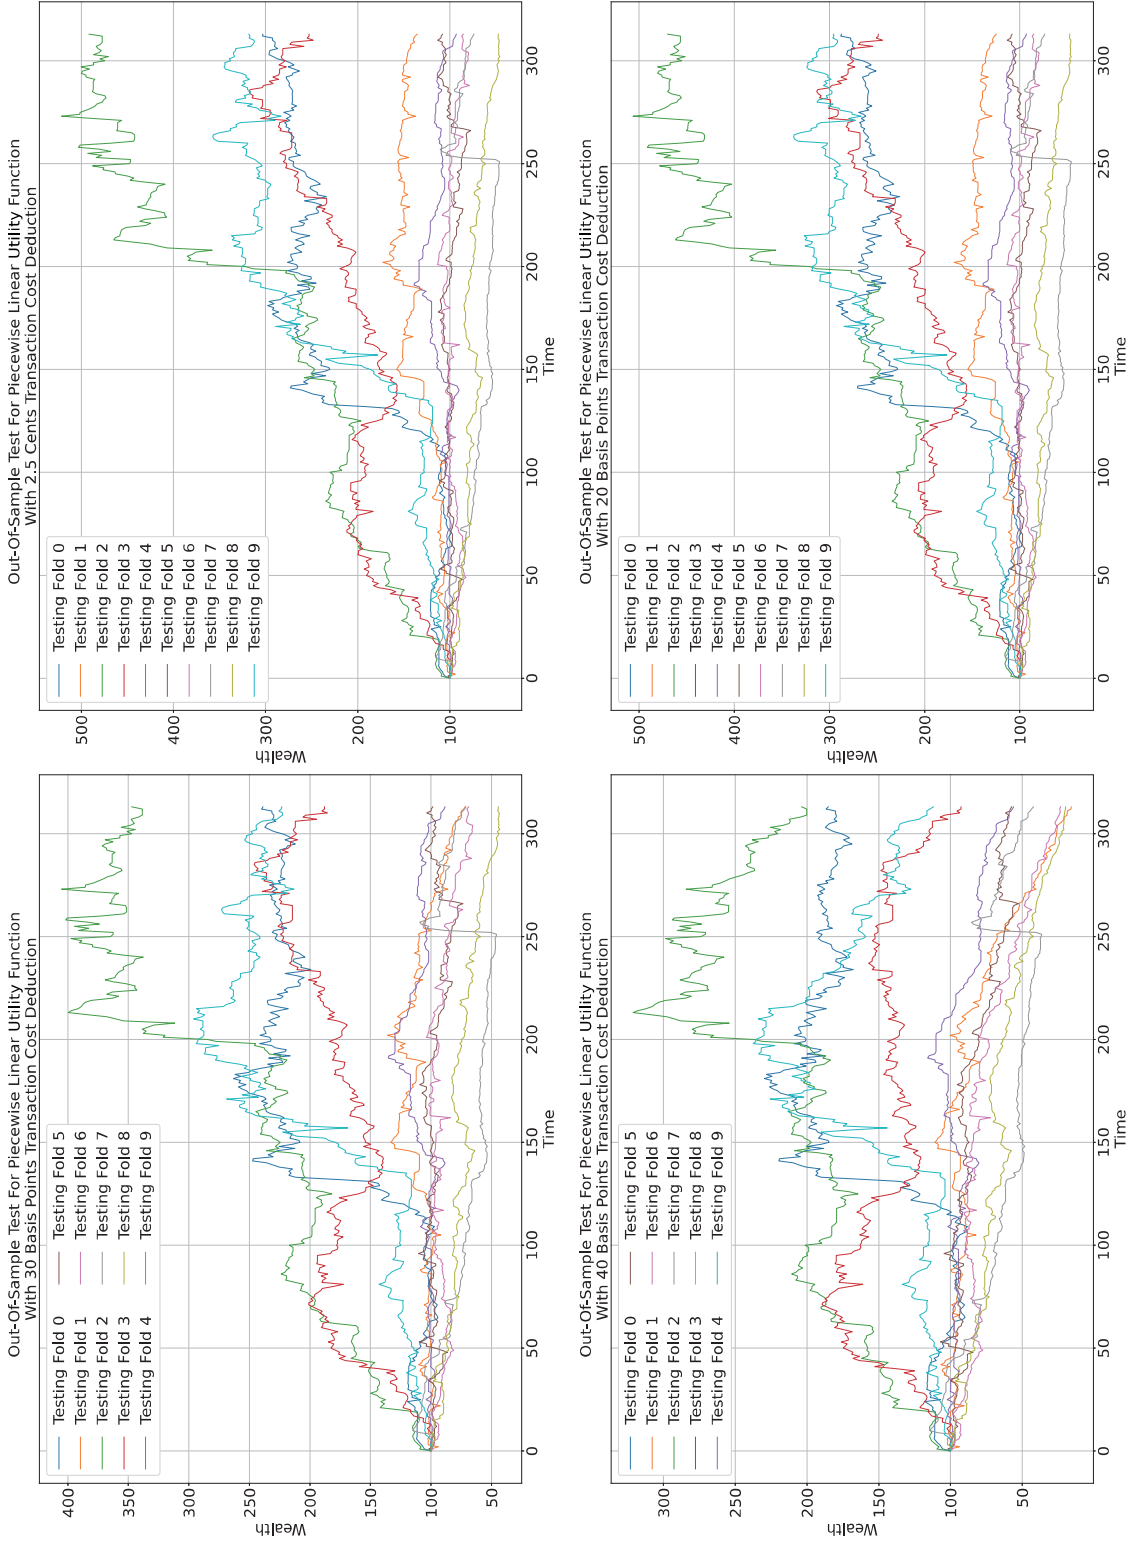 Out-Of-Sample Test For Piecewise Linear Utility Function
With 2.5 Cents Transaction Cost Deduction
Testing Fold 0
Testing Fold 1
Testing Fold 2
Testing Fold 3
Testing Fold 4
Testing Fold 5
Testing Fold 6
Testing Fold 7
Testing Fold 8
Testing Fold 9
Wealth
500
400
300
200
100
0 50 100 150 200 250 300
Time
Out-Of-Sample Test For Piecewise Linear Utility Function
With 20 Basis Points Transaction Cost Deduction
Testing Fold 0
Testing Fold 1
Testing Fold 2
Testing Fold 3
Testing Fold 4
Testing Fold 5
Testing Fold 6
Testing Fold 7
Testing Fold 8
Testing Fold 9
Wealth
500
400
300
200
100
0 50 100 150 200 250 300
Time
Out-Of-Sample Test For Piecewise Linear Utility Function
With 30 Basis Points Transaction Cost Deduction
Testing Fold 0 Testing Fold 5
Testing Fold 1 Testing Fold 6
Testing Fold 2 Testing Fold 7
Testing Fold 3 Testing Fold 8
Testing Fold 4 Testing Fold 9
Wealth
400
350
300
250
200
150
100
50
0 50 100 150 200 250 300
Time
Out-Of-Sample Test For Piecewise Linear Utility Function
With 40 Basis Points Transaction Cost Deduction
Testing Fold 0 Testing Fold 5
Testing Fold 1 Testing Fold 6
Testing Fold 2 Testing Fold 7
Testing Fold 3 Testing Fold 8
Testing Fold 4 Testing Fold 9
Wealth
300
250
200
150
100
50
0 50 100 150 200 250 300
Time